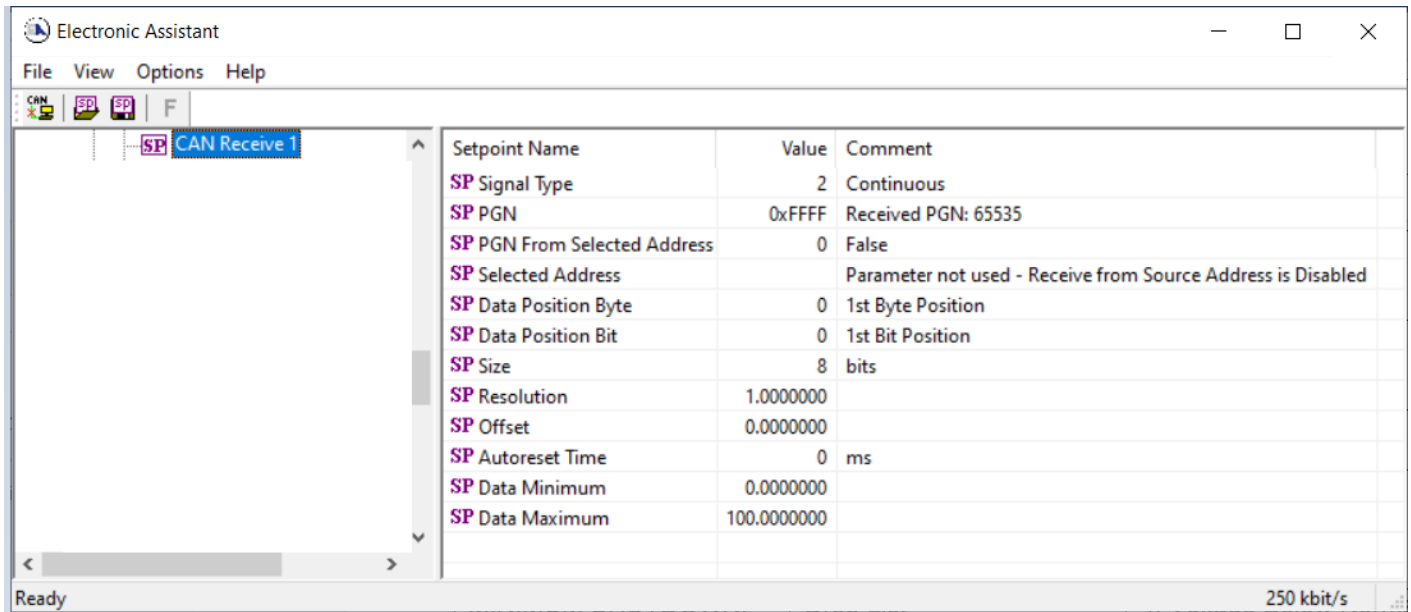 Electronic Assistant
File View Options Help
CAN SP SP F
SP CAN Receive 1
Setpoint Name Value Comment
SP Signal Type 2 Continuous
SP PGN 0xFFFF Received PGN: 65535
SP PGN From Selected Address 0 False
SP Selected Address Parameter not used - Receive from Source Address is Disabled
SP Data Position Byte 0 1st Byte Position
SP Data Position Bit 0 1st Bit Position
SP Size 8 bits
SP Resolution 1.0000000
SP Offset 0.0000000
SP Autoreset Time 0 ms
SP Data Minimum 0.0000000
SP Data Maximum 100.0000000
Ready 250 kbit/s